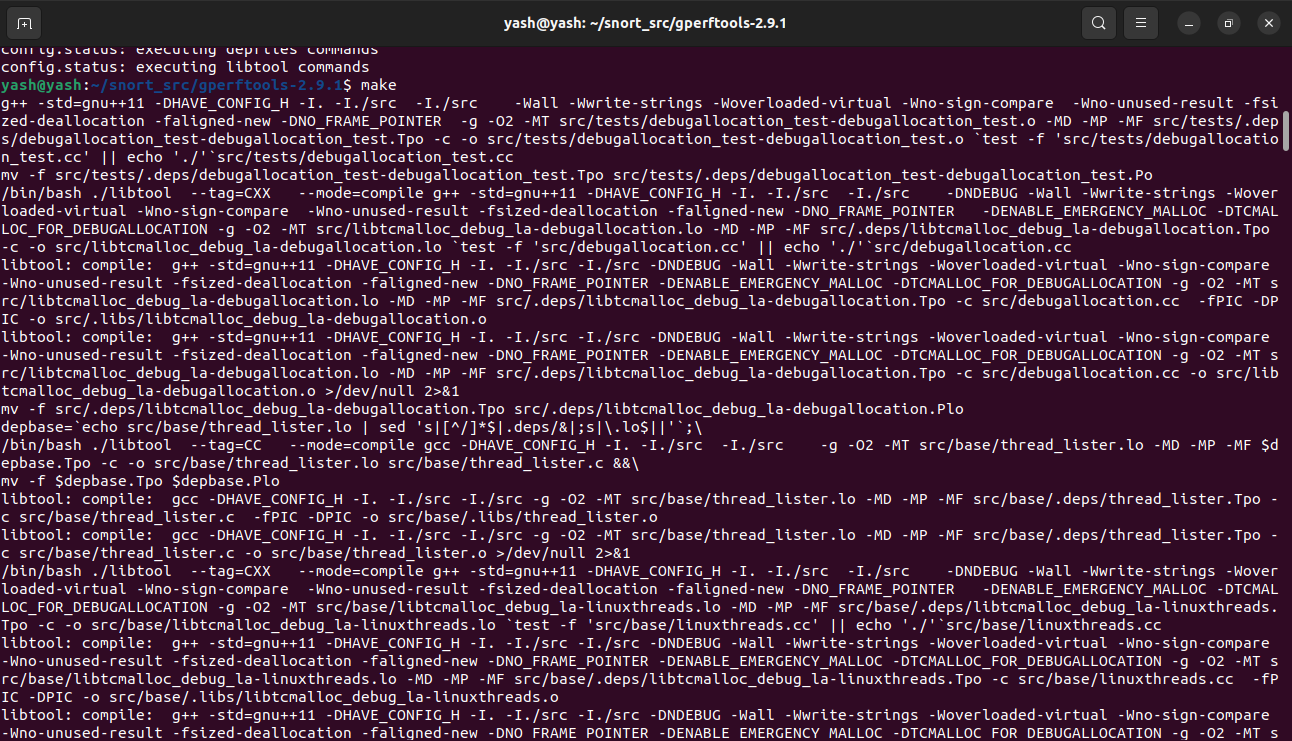 yash@yash: ~/snort_src/gperftools-2.9.1
config.status: executing depfiles commands
config.status: executing libtool commands
yash@yash:~/snort_src/gperftools-2.9.1$ make
g++ -std=gnu++11 -DHAVE_CONFIG_H -I. -I./src  -I./src    -Wall -Wwrite-strings -Woverloaded-virtual -Wno-sign-compare  -Wno-unused-result -fsi
zed-deallocation -faligned-new -DNO_FRAME_POINTER  -g -O2 -MT src/tests/debugallocation_test-debugallocation_test.o -MD -MP -MF src/tests/.dep
s/debugallocation_test-debugallocation_test.Tpo -c -o src/tests/debugallocation_test-debugallocation_test.o `test -f 'src/tests/debugallocatio
n_test.cc' || echo './'`src/tests/debugallocation_test.cc
mv -f src/tests/.deps/debugallocation_test-debugallocation_test.Tpo src/tests/.deps/debugallocation_test-debugallocation_test.Po
/bin/bash ./libtool  --tag=CXX   --mode=compile g++ -std=gnu++11 -DHAVE_CONFIG_H -I. -I./src  -I./src    -DNDEBUG -Wall -Wwrite-strings -Wover
loaded-virtual -Wno-sign-compare  -Wno-unused-result -fsized-deallocation -faligned-new -DNO_FRAME_POINTER   -DENABLE_EMERGENCY_MALLOC -DTCMAL
LOC_FOR_DEBUGALLOCATION -g -O2 -MT src/libtcmalloc_debug_la-debugallocation.lo -MD -MP -MF src/.deps/libtcmalloc_debug_la-debugallocation.Tpo 
-c -o src/libtcmalloc_debug_la-debugallocation.lo `test -f 'src/debugallocation.cc' || echo './'`src/debugallocation.cc
libtool: compile:  g++ -std=gnu++11 -DHAVE_CONFIG_H -I. -I./src -I./src -DNDEBUG -Wall -Wwrite-strings -Woverloaded-virtual -Wno-sign-compare 
-Wno-unused-result -fsized-deallocation -faligned-new -DNO_FRAME_POINTER -DENABLE_EMERGENCY_MALLOC -DTCMALLOC_FOR_DEBUGALLOCATION -g -O2 -MT s
rc/libtcmalloc_debug_la-debugallocation.lo -MD -MP -MF src/.deps/libtcmalloc_debug_la-debugallocation.Tpo -c src/debugallocation.cc  -fPIC -DP
IC -o src/.libs/libtcmalloc_debug_la-debugallocation.o
libtool: compile:  g++ -std=gnu++11 -DHAVE_CONFIG_H -I. -I./src -I./src -DNDEBUG -Wall -Wwrite-strings -Woverloaded-virtual -Wno-sign-compare 
-Wno-unused-result -fsized-deallocation -faligned-new -DNO_FRAME_POINTER -DENABLE_EMERGENCY_MALLOC -DTCMALLOC_FOR_DEBUGALLOCATION -g -O2 -MT s
rc/libtcmalloc_debug_la-debugallocation.lo -MD -MP -MF src/.deps/libtcmalloc_debug_la-debugallocation.Tpo -c src/debugallocation.cc -o src/lib
tcmalloc_debug_la-debugallocation.o >/dev/null 2>&1
mv -f src/.deps/libtcmalloc_debug_la-debugallocation.Tpo src/.deps/libtcmalloc_debug_la-debugallocation.Plo
depbase=`echo src/base/thread_lister.lo | sed 's|[^/]*$|.deps/&|;s|\.lo$||'`;\
/bin/bash ./libtool  --tag=CC   --mode=compile gcc -DHAVE_CONFIG_H -I. -I./src  -I./src    -g -O2 -MT src/base/thread_lister.lo -MD -MP -MF $d
epbase.Tpo -c -o src/base/thread_lister.lo src/base/thread_lister.c &&\
mv -f $depbase.Tpo $depbase.Plo
libtool: compile:  gcc -DHAVE_CONFIG_H -I. -I./src -I./src -g -O2 -MT src/base/thread_lister.lo -MD -MP -MF src/base/.deps/thread_lister.Tpo -
c src/base/thread_lister.c  -fPIC -DPIC -o src/base/.libs/thread_lister.o
libtool: compile:  gcc -DHAVE_CONFIG_H -I. -I./src -I./src -g -O2 -MT src/base/thread_lister.lo -MD -MP -MF src/base/.deps/thread_lister.Tpo -
c src/base/thread_lister.c -o src/base/thread_lister.o >/dev/null 2>&1
/bin/bash ./libtool  --tag=CXX   --mode=compile g++ -std=gnu++11 -DHAVE_CONFIG_H -I. -I./src  -I./src    -DNDEBUG -Wall -Wwrite-strings -Wover
loaded-virtual -Wno-sign-compare  -Wno-unused-result -fsized-deallocation -faligned-new -DNO_FRAME_POINTER   -DENABLE_EMERGENCY_MALLOC -DTCMAL
LOC_FOR_DEBUGALLOCATION -g -O2 -MT src/base/libtcmalloc_debug_la-linuxthreads.lo -MD -MP -MF src/base/.deps/libtcmalloc_debug_la-linuxthreads.
Tpo -c -o src/base/libtcmalloc_debug_la-linuxthreads.lo `test -f 'src/base/linuxthreads.cc' || echo './'`src/base/linuxthreads.cc
libtool: compile:  g++ -std=gnu++11 -DHAVE_CONFIG_H -I. -I./src -I./src -DNDEBUG -Wall -Wwrite-strings -Woverloaded-virtual -Wno-sign-compare 
-Wno-unused-result -fsized-deallocation -faligned-new -DNO_FRAME_POINTER -DENABLE_EMERGENCY_MALLOC -DTCMALLOC_FOR_DEBUGALLOCATION -g -O2 -MT s
rc/base/libtcmalloc_debug_la-linuxthreads.lo -MD -MP -MF src/base/.deps/libtcmalloc_debug_la-linuxthreads.Tpo -c src/base/linuxthreads.cc  -fP
IC -DPIC -o src/base/.libs/libtcmalloc_debug_la-linuxthreads.o
libtool: compile:  g++ -std=gnu++11 -DHAVE_CONFIG_H -I. -I./src -I./src -DNDEBUG -Wall -Wwrite-strings -Woverloaded-virtual -Wno-sign-compare 
-Wno-unused-result -fsized-deallocation -faligned-new -DNO_FRAME_POINTER -DENABLE_EMERGENCY_MALLOC -DTCMALLOC_FOR_DEBUGALLOCATION -g -O2 -MT s